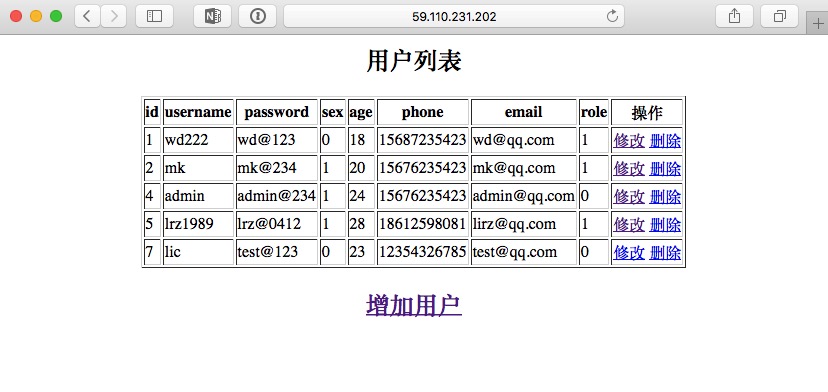 59.110.231.202
用户列表
id username password sex age phone email role 操作
1 wd222 wd@123 0 18 15687235423 wd@qq.com 1 修改 删除
2 mk mk@234 1 20 15676235423 mk@qq.com 1 修改 删除
4 admin admin@234 1 24 15676235423 admin@qq.com 0 修改 删除
5 lrz1989 lrz@0412 1 28 18612598081 lirz@qq.com 1 修改 删除
7 lic test@123 0 23 12354326785 test@qq.com 0 修改 删除
增加用户